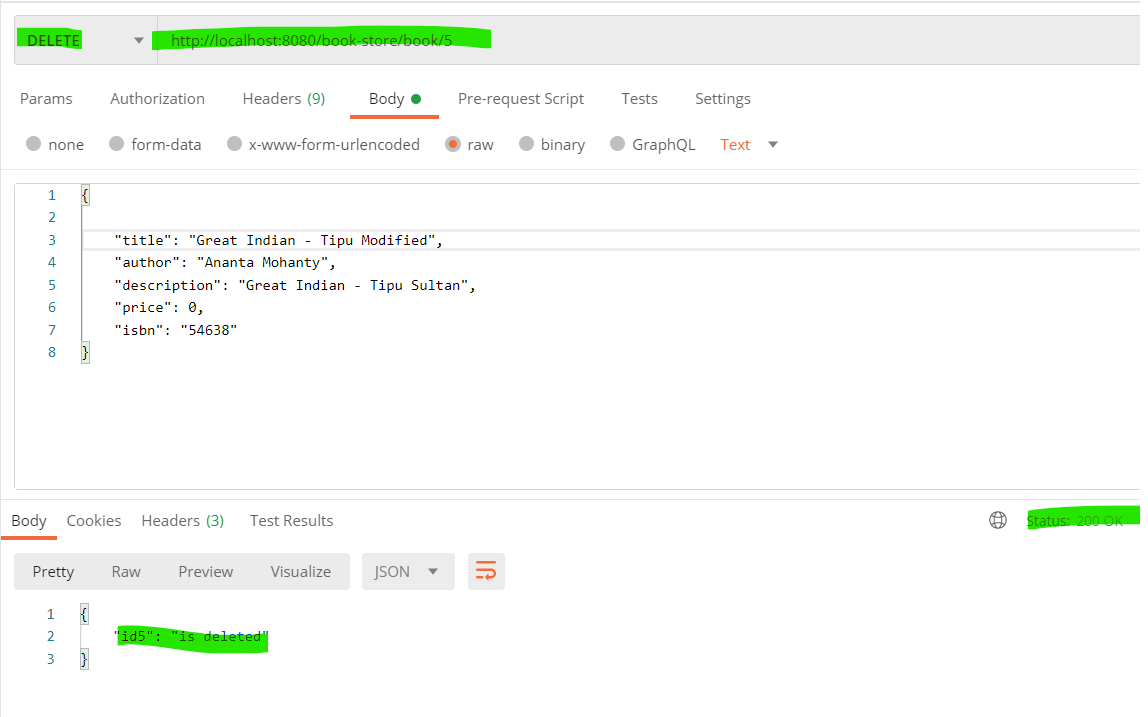 DELETE http://localhost:8080/book-store/book/5
Params Authorization Headers (9) Body Pre-request Script Tests Settings
none form-data x-www-form-urlencoded raw binary GraphQL Text
1 {
2
3 "title": "Great Indian - Tipu Modified",
4 "author": "Ananta Mohanty",
5 "description": "Great Indian - Tipu Sultan",
6 "price": 0,
7 "isbn": "54638"
8 }
Body Cookies Headers (3) Test Results Status: 200 OK
Pretty Raw Preview Visualize JSON
1 {
2 "id5": "is deleted"
3 }